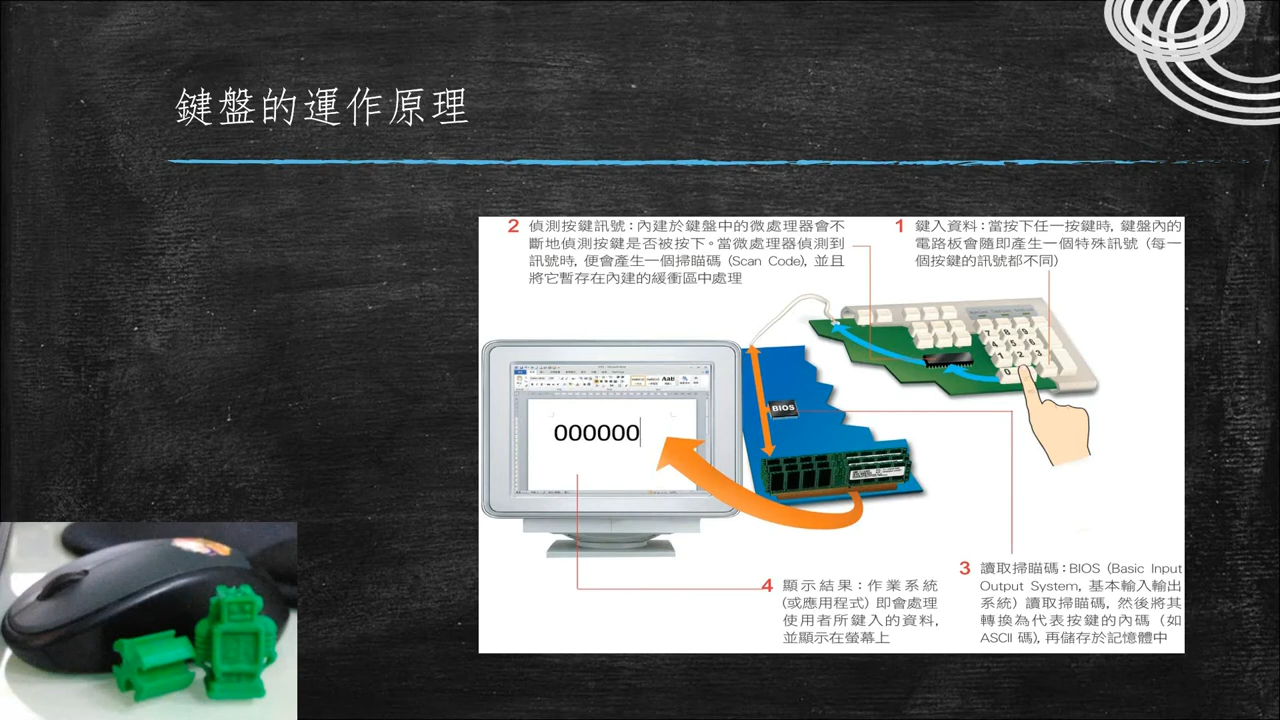 鍵盤的運作原理
2 偵測按鍵訊號：內建於鍵盤中的微處理器會不
斷地偵測按鍵是否被按下。當微處理器偵測到
訊號時, 便會產生一個掃瞄碼 (Scan Code), 並且
將它暫存在內建的緩衝區中處理
1 鍵入資料：當按下任一按鍵時, 鍵盤內的
電路板會隨即產生一個特殊訊號 (每一
個按鍵的訊號都不同)
7 8 9
4 5 6
1 2 3
0
BIOS
000000
3 讀取掃瞄碼：BIOS (Basic Input
Output System, 基本輸入輸出
系統) 讀取掃瞄碼, 然後將其
轉換為代表按鍵的內碼 (如
ASCII 碼), 再儲存於記憶體中
4 顯示結果：作業系統
(或應用程式) 即會處理
使用者所鍵入的資料,
並顯示在螢幕上